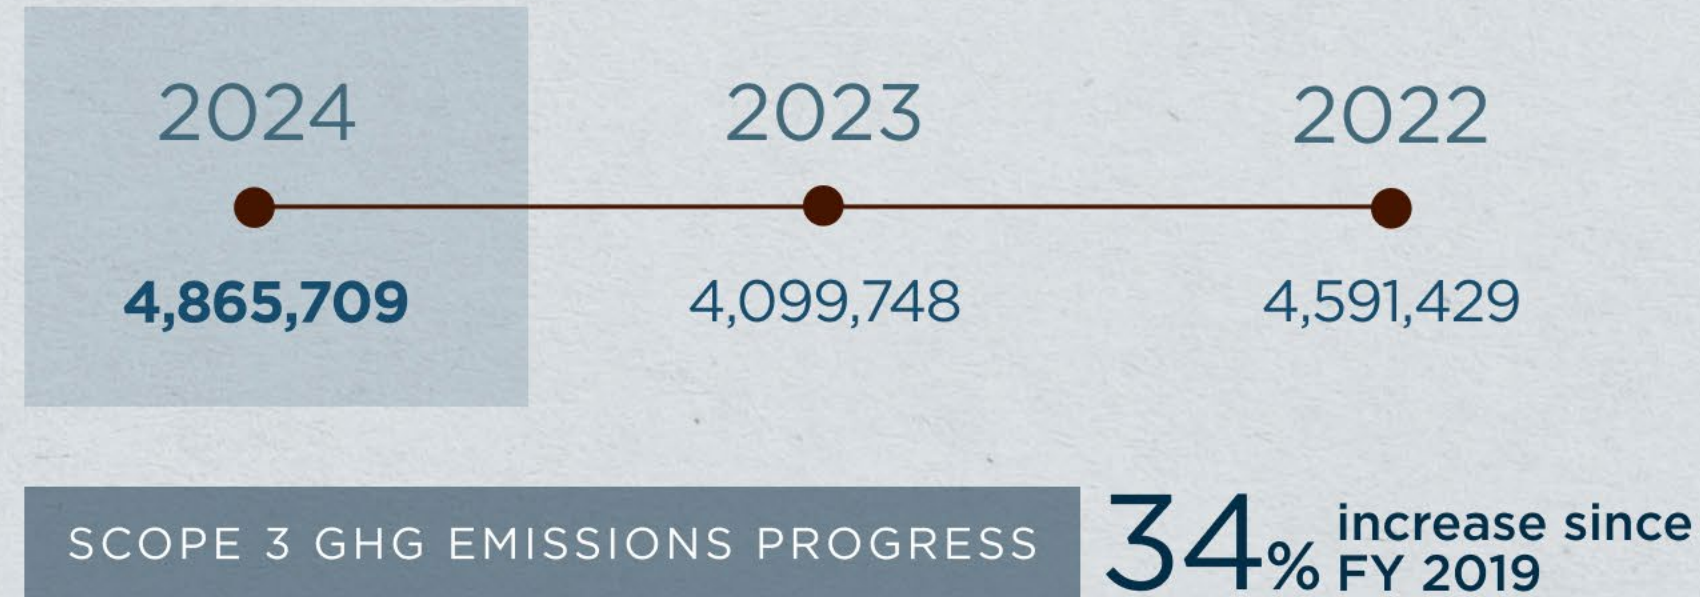 2024 2023 2022
4,865,709 4,099,748 4,591,429
SCOPE 3 GHG EMISSIONS PROGRESS
34% increase since
FY 2019